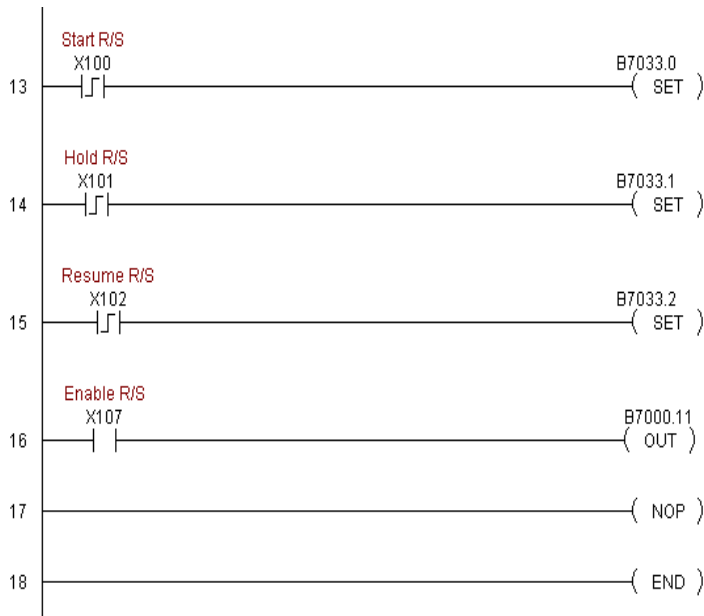 Start R/S
X100
B7033.0
13
( SET )
Hold R/S
X101
B7033.1
14
( SET )
Resume R/S
X102
B7033.2
15
( SET )
Enable R/S
X107
B7000.11
16
( OUT )
17
( NOP )
18
( END )